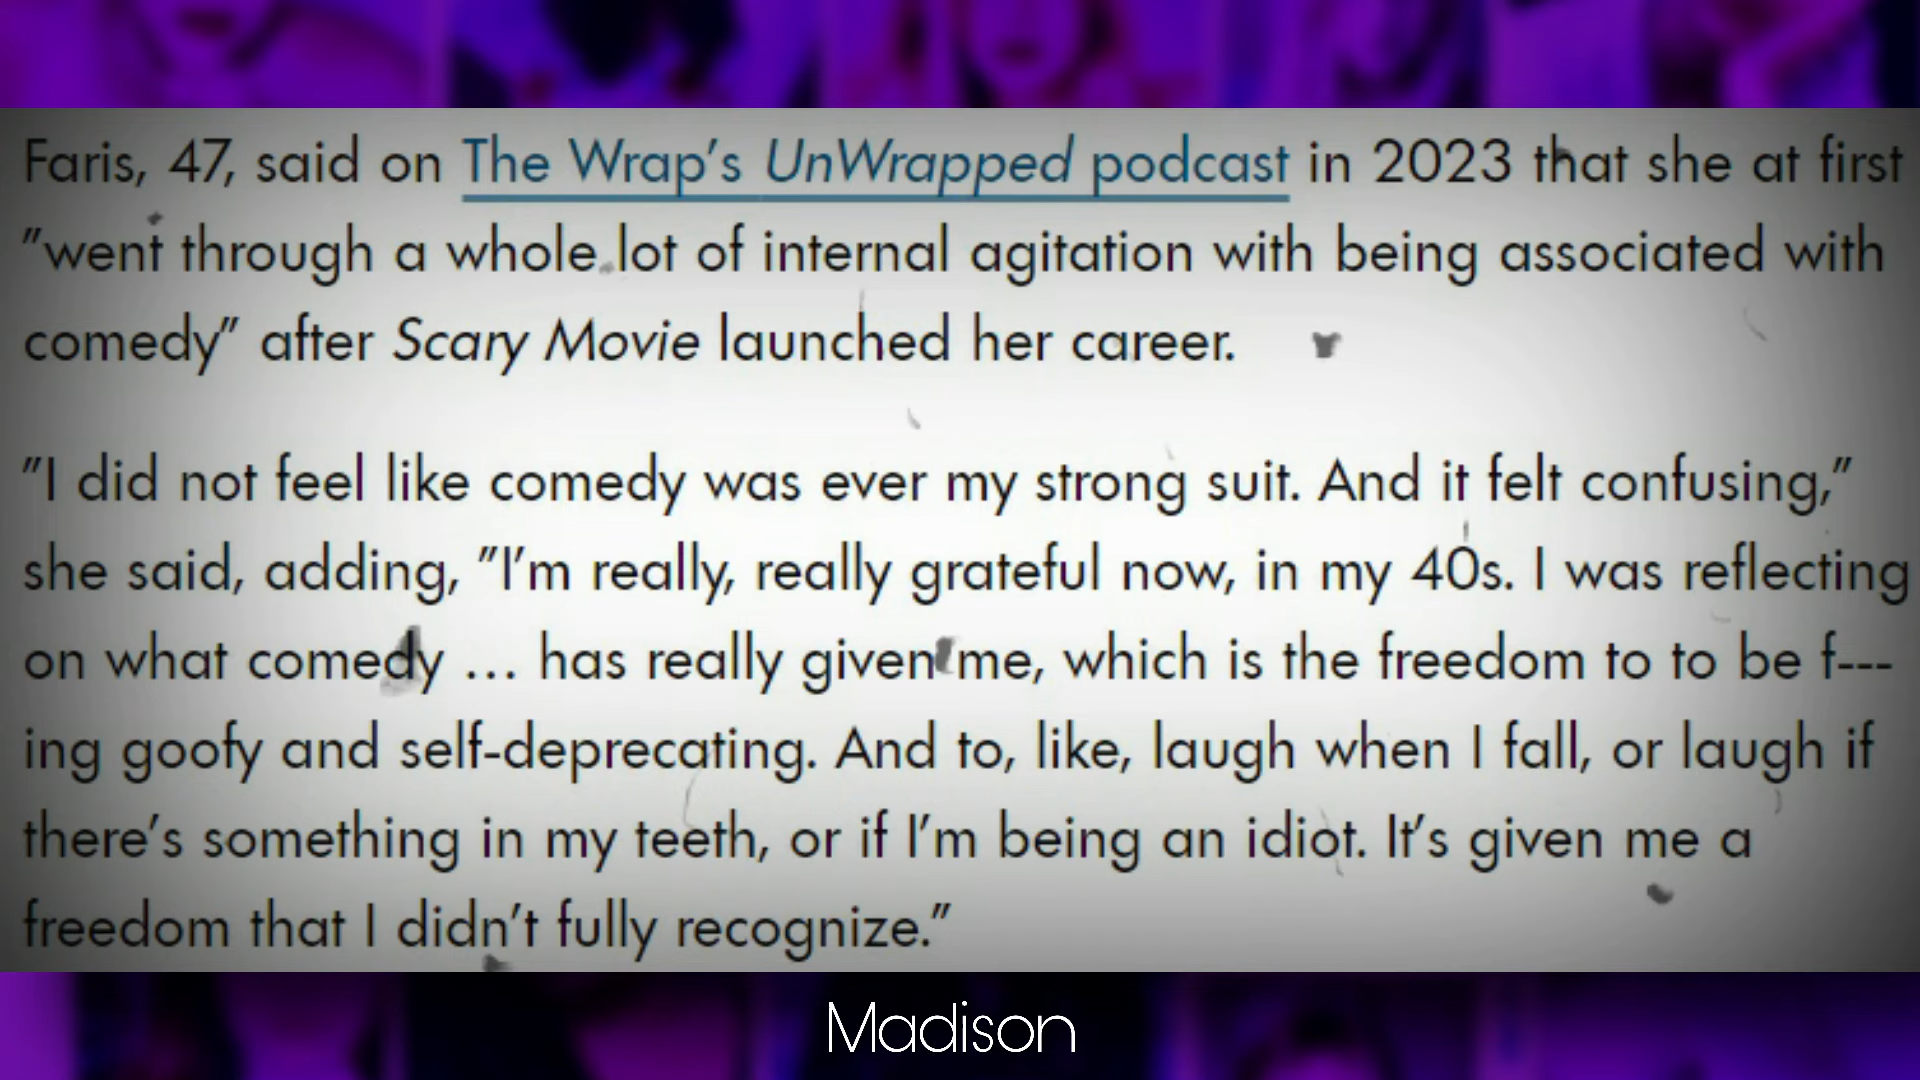 Faris, 47, said on The Wrap's UnWrapped podcast in 2023 that she at first
"went through a whole lot of internal agitation with being associated with
comedy" after Scary Movie launched her career.
"I did not feel like comedy was ever my strong suit. And it felt confusing,"
she said, adding, "I'm really, really grateful now, in my 40s. I was reflecting
on what comedy … has really given me, which is the freedom to to be f---
ing goofy and self-deprecating. And to, like, laugh when I fall, or laugh if
there's something in my teeth, or if I'm being an idiot. It's given me a
freedom that I didn't fully recognize."
Madison